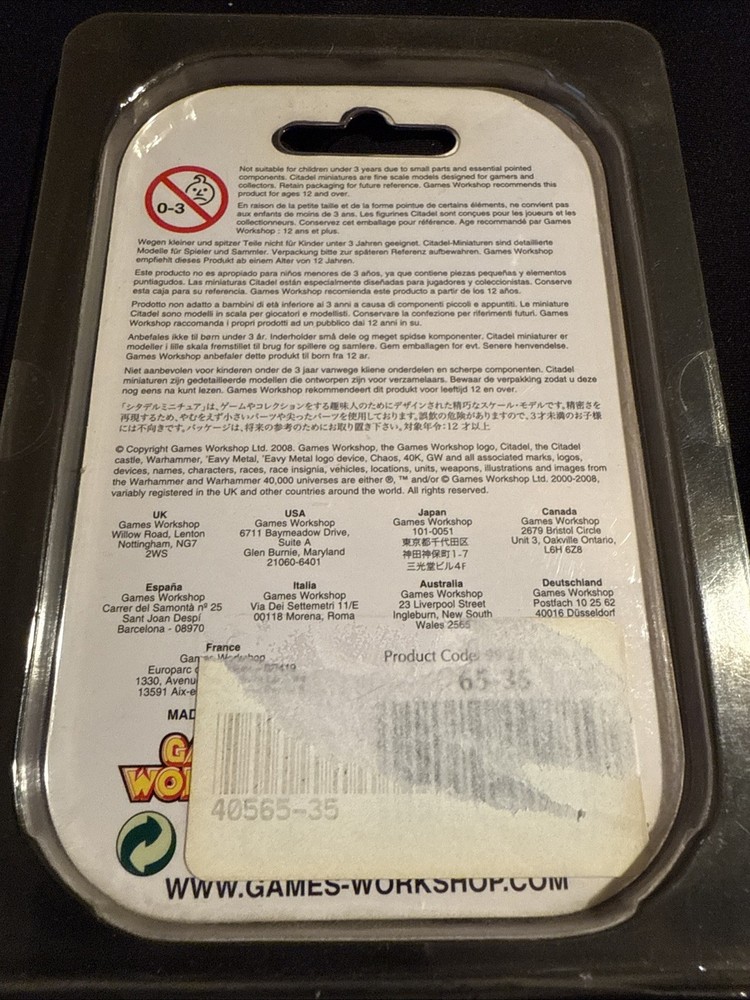 0-3
Not suitable for children under 3 years due to small parts and essential pointed
components. Citadel miniatures are fine scale models designed for gamers and
collectors. Retain packaging for future reference. Games Workshop recommends this
product for ages 12 and over.
En raison de la petite taille et de la forme pointue de certains éléments, ne convient pas
aux enfants de moins de 3 ans. Les figurines Citadel sont conçues pour les joueurs et les
collectionneurs. Conservez cet emballage pour référence. Age recommandé par Games
Workshop : 12 ans et plus.
Wegen kleiner und spitzer Teile nicht für Kinder unter 3 Jahren geeignet. Citadel-Miniaturen sind detaillierte
Modelle für Spieler und Sammler. Verpackung bitte zur späteren Referenz aufbewahren. Games Workshop
empfiehlt dieses Produkt ab einem Alter von 12 Jahren.
Este producto no es apropiado para niños menores de 3 años, ya que contiene piezas pequeñas y elementos
puntiagudos. Las miniaturas Citadel están especialmente diseñadas para jugadores y coleccionistas. Conserve
esta caja para su referencia. Games Workshop recomienda este producto a partir de los 12 años.
Prodotto non adatto a bambini di età inferiore ai 3 anni a causa di componenti piccoli e appuntiti. Le miniature
Citadel sono modelli in scala per giocatori e modellisti. Conservare la confezione per riferimenti futuri. Games
Workshop raccomanda i propri prodotti ad un pubblico dai 12 anni in su.
Anbefales ikke til børn under 3 år. Inderholder små dele og meget spidse komponenter. Citadel miniaturer er
modeller i lille skala fremstillet til brug for spillere og samlere. Gem emballagen for evt. Senere henvendelse.
Games Workshop anbefaler dette produkt til born fra 12 ar.
Niet aanbevolen voor kinderen onder de 3 jaar vanwege kliene onderdelen en scherpe componenten. Citadel
miniaturen zijn gedetailleerde modellen die ontworpen zijn voor verzamelaars. Bewaar de verpakking zodat u deze
nog eens na kunt lezen. Games Workshop rekommendeert dit produkt voor leeftijd 12 en over.
「シタデルミニチュア」は、ゲームやコレクションをする趣味人のためにデザインされた精巧なスケール・モデルです。精密さを
再現するため、やむをえず小さいパーツや尖ったパーツを使用しております。誤飲の危険がありますので、3才未満のお子様
には不向きです。パッケージは、将来の参考のためにお取り置き下さい。対象年令:12 才以上
© Copyright Games Workshop Ltd. 2008. Games Workshop, the Games Workshop logo, Citadel, the Citadel
castle, Warhammer, 'Eavy Metal, 'Eavy Metal logo device, Chaos, 40K, GW and all associated marks, logos,
devices, names, characters, races, race insignia, vehicles, locations, units, weapons, illustrations and images from
the Warhammer and Warhammer 40,000 universes are either ®, ™ and/or © Games Workshop Ltd. 2000-2008,
variably registered in the UK and other countries around the world. All rights reserved.
UK
Games Workshop
Willow Road, Lenton
Nottingham, NG7
2WS
USA
Games Workshop
6711 Baymeadow Drive,
Suite A
Glen Burnie, Maryland
21060-6401
Japan
Games Workshop
101-0051
東京都千代田区
神田神保町1-7
三光堂ビル4F
Canada
Games Workshop
2679 Bristol Circle
Unit 3, Oakville Ontario,
L6H 6Z8
España
Games Workshop
Carrer del Samontà nº 25
Sant Joan Despí
Barcelona - 08970
Italia
Games Workshop
Via Dei Settemetri 11/E
00118 Morena, Roma
Australia
Games Workshop
23 Liverpool Street
Ingleburn, New South
Wales 2565
Deutschland
Games Workshop
Postfach 10 25 62
40016 Düsseldorf
France
Games Workshop
Europarc
1330, Avenu
13591 Aix-e
MAD
GA
WO
Product Code
65-35
40565-35
WWW.GAMES-WORKSHOP.COM